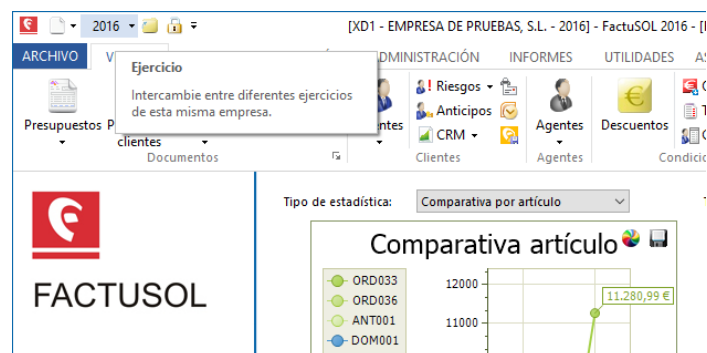 2016
[XD1 - EMPRESA DE PRUEBAS, S.L. - 2016] - FactuSOL 2016 - [E
ARCHIVO
DMINISTRACIÓN
INFORMES
UTILIDADES
Ejercicio
Intercambie entre diferentes ejercicios
de esta misma empresa.
Presupuestos
clientes
Documentos
ntes
Riesgos
Anticipos
CRM
Clientes
Agentes
Agentes
Descuentos
Condicio
FACTUSOL
Tipo de estadística:
Comparativa por artículo
Comparativa artículo
ORD033
ORD036
ANT001
DOM001
12000
11000
11.280,99 €